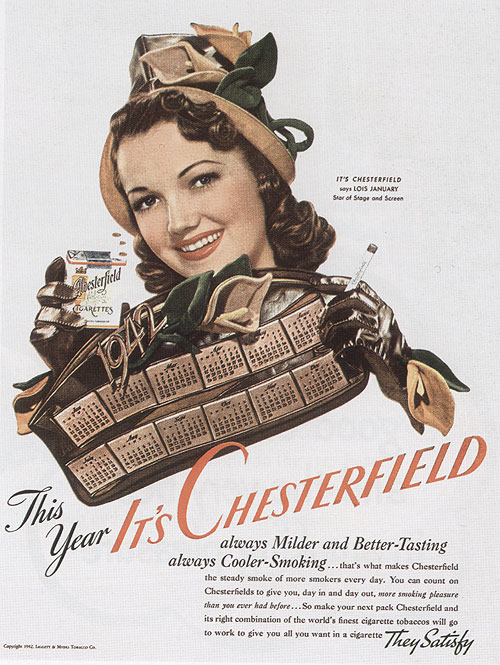 IT'S CHESTERFIELD
says LOIS JANUARY
Star of Stage and Screen
Chesterfield
CIGARETTES
1942
This
Year IT'S CHESTERFIELD
always Milder and Better-Tasting
always Cooler-Smoking...that's what makes Chesterfield
the steady smoke of more smokers every day. You can count on
Chesterfields to give you, day in and day out, more smoking pleasure
than you ever had before...So make your next pack Chesterfield and
its right combination of the world's finest cigarette tobaccos will go
to work to give you all you want in a cigarette They Satisfy
Copyright 1942, LIGGETT & MYERS TOBACCO CO.